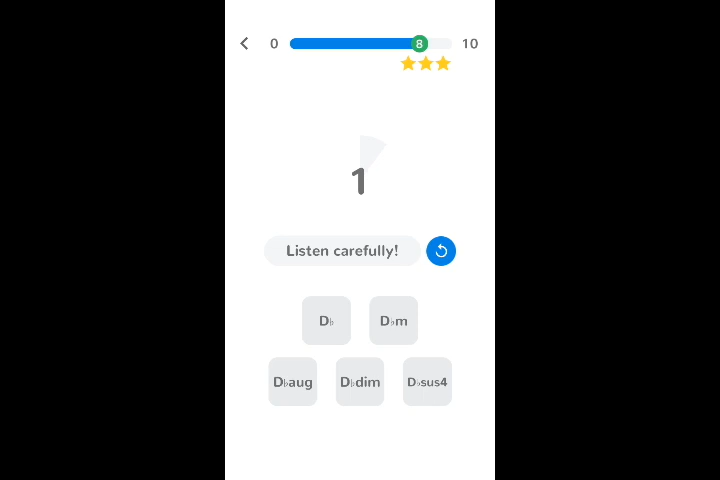 0 8 10
1
Listen carefully!
D♭ D♭m
D♭aug D♭dim D♭sus4